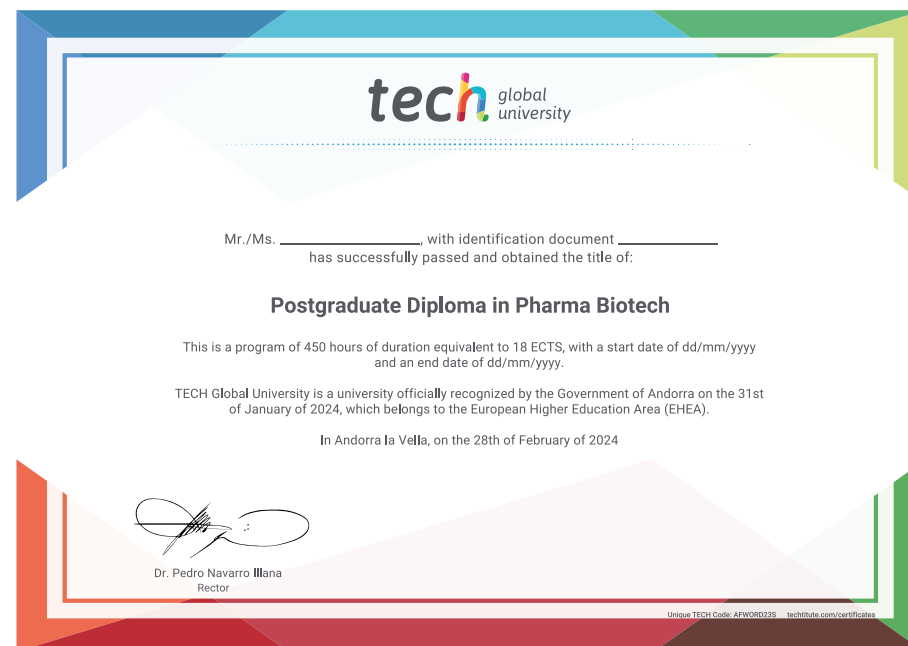 tech global university
Mr./Ms. ____________________, with identification document ______________
has successfully passed and obtained the title of:
Postgraduate Diploma in Pharma Biotech
This is a program of 450 hours of duration equivalent to 18 ECTS, with a start date of dd/mm/yyyy
and an end date of dd/mm/yyyy.
TECH Global University is a university officially recognized by the Government of Andorra on the 31st
of January of 2024, which belongs to the European Higher Education Area (EHEA).
In Andorra la Vella, on the 28th of February of 2024
Dr. Pedro Navarro Illana
Rector
Unique TECH Code: AFWORD23S techtitute.com/certificates